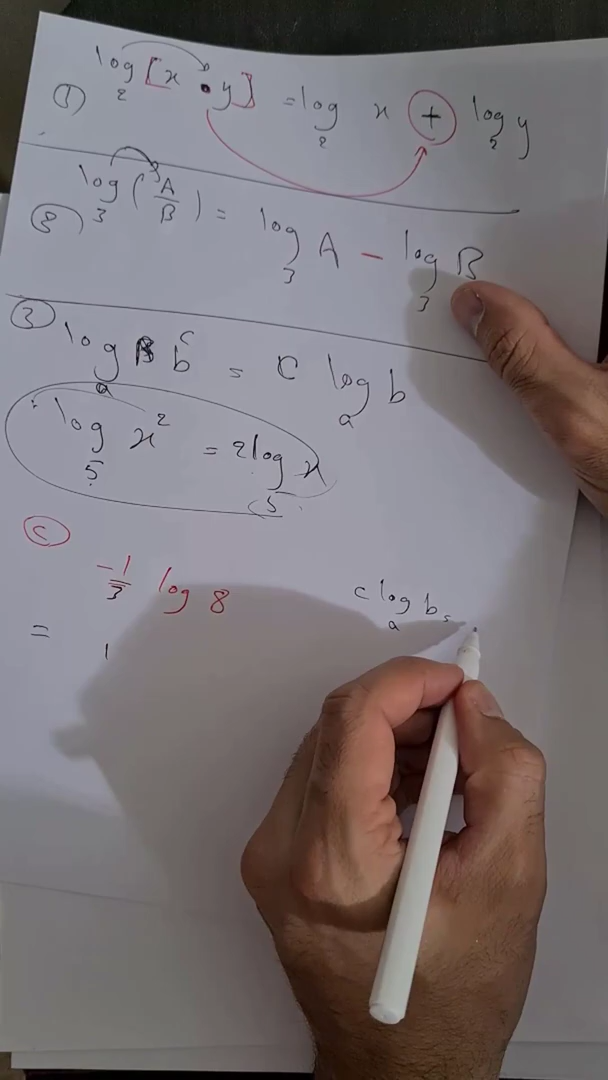 ① log₂ [x • y] = log₂ x + log₂ y
② log₃ (A/B) = log₃ A - log₃ B
③ logₐ b^c = c logₐ b
log₅ x² = 2 log₅ x
ⓒ
-1/3 log 8
c logₐ b =
= l